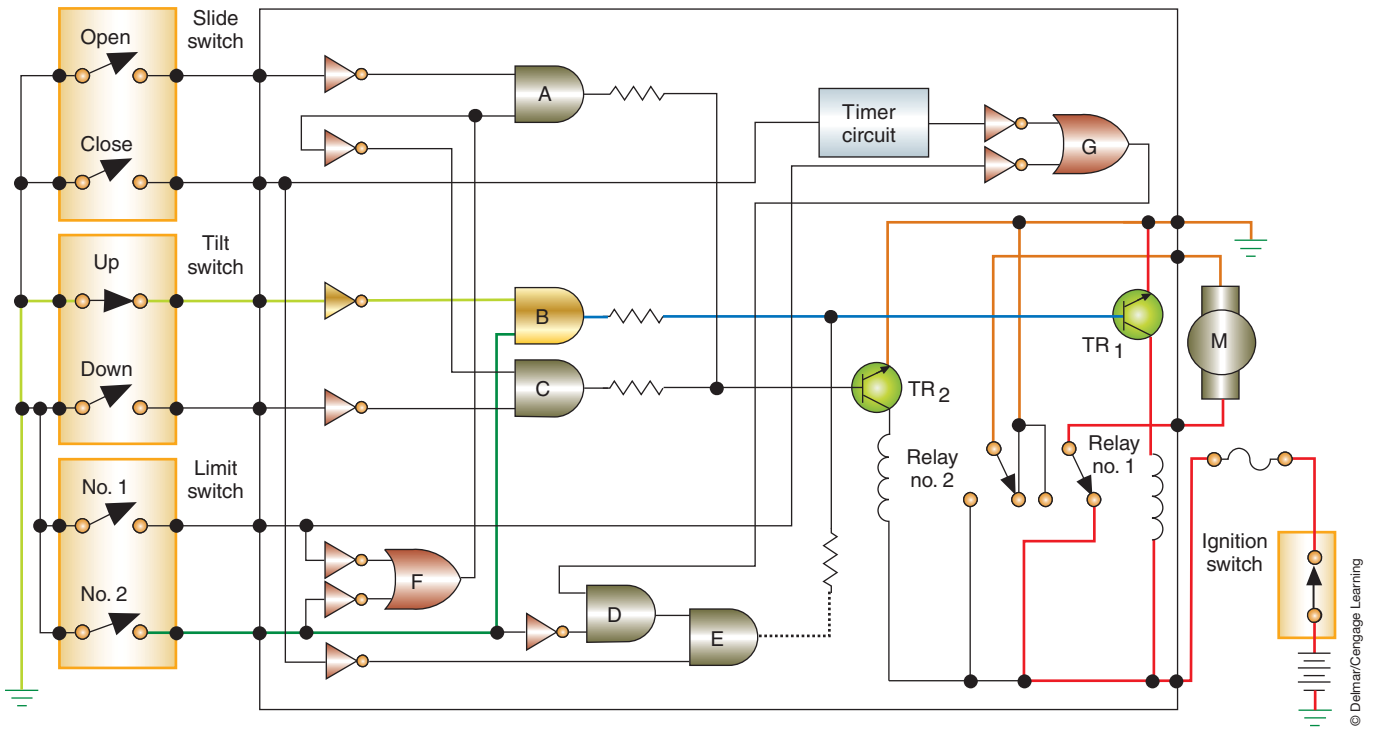 Slide
switch
Open
Close
Tilt
switch
Up
Down
Limit
switch
No. 1
No. 2
A
B
C
D
E
F
G
Timer
circuit
TR 1
TR 2
M
Relay
no. 2
Relay
no. 1
Ignition
switch
© Delmar/Cengage Learning